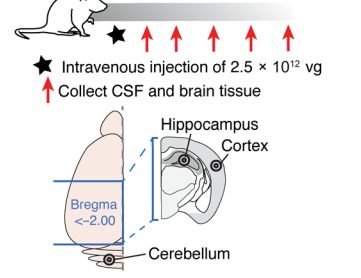 Intravenous injection of 2.5 × 10¹² vg
Collect CSF and brain tissue
Hippocampus
Cortex
Bregma
<-2.00
Cerebellum